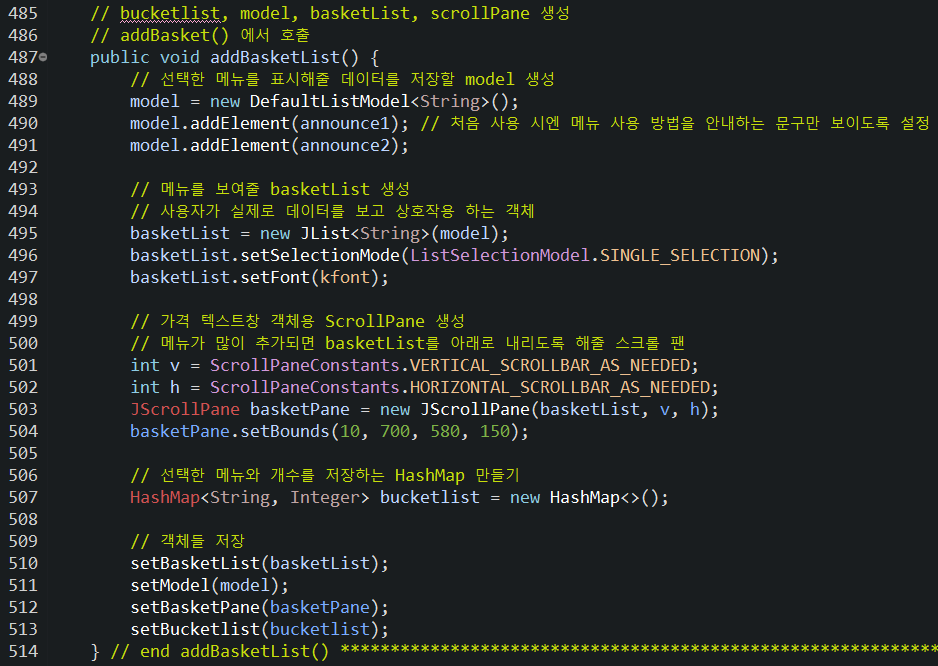 485 // bucketlist, model, basketList, scrollPane 생성
486 // addBasket() 에서 호출
487 public void addBasketList() {
488 // 선택한 메뉴를 표시해줄 데이터를 저장할 model 생성
489 model = new DefaultListModel<String>();
490 model.addElement(announce1); // 처음 사용 시엔 메뉴 사용 방법을 안내하는 문구만 보이도록 설정
491 model.addElement(announce2);
492
493 // 메뉴를 보여줄 basketList 생성
494 // 사용자가 실제로 데이터를 보고 상호작용 하는 객체
495 basketList = new JList<String>(model);
496 basketList.setSelectionMode(ListSelectionModel.SINGLE_SELECTION);
497 basketList.setFont(kfont);
498
499 // 가격 텍스트창 객체용 ScrollPane 생성
500 // 메뉴가 많이 추가되면 basketList를 아래로 내리도록 해줄 스크롤 팬
501 int v = ScrollPaneConstants.VERTICAL_SCROLLBAR_AS_NEEDED;
502 int h = ScrollPaneConstants.HORIZONTAL_SCROLLBAR_AS_NEEDED;
503 JScrollPane basketPane = new JScrollPane(basketList, v, h);
504 basketPane.setBounds(10, 700, 580, 150);
505
506 // 선택한 메뉴와 개수를 저장하는 HashMap 만들기
507 HashMap<String, Integer> bucketlist = new HashMap<>();
508
509 // 객체들 저장
510 setBasketList(basketList);
511 setModel(model);
512 setBasketPane(basketPane);
513 setBucketlist(bucketlist);
514 } // end addBasketList() ************************************************************